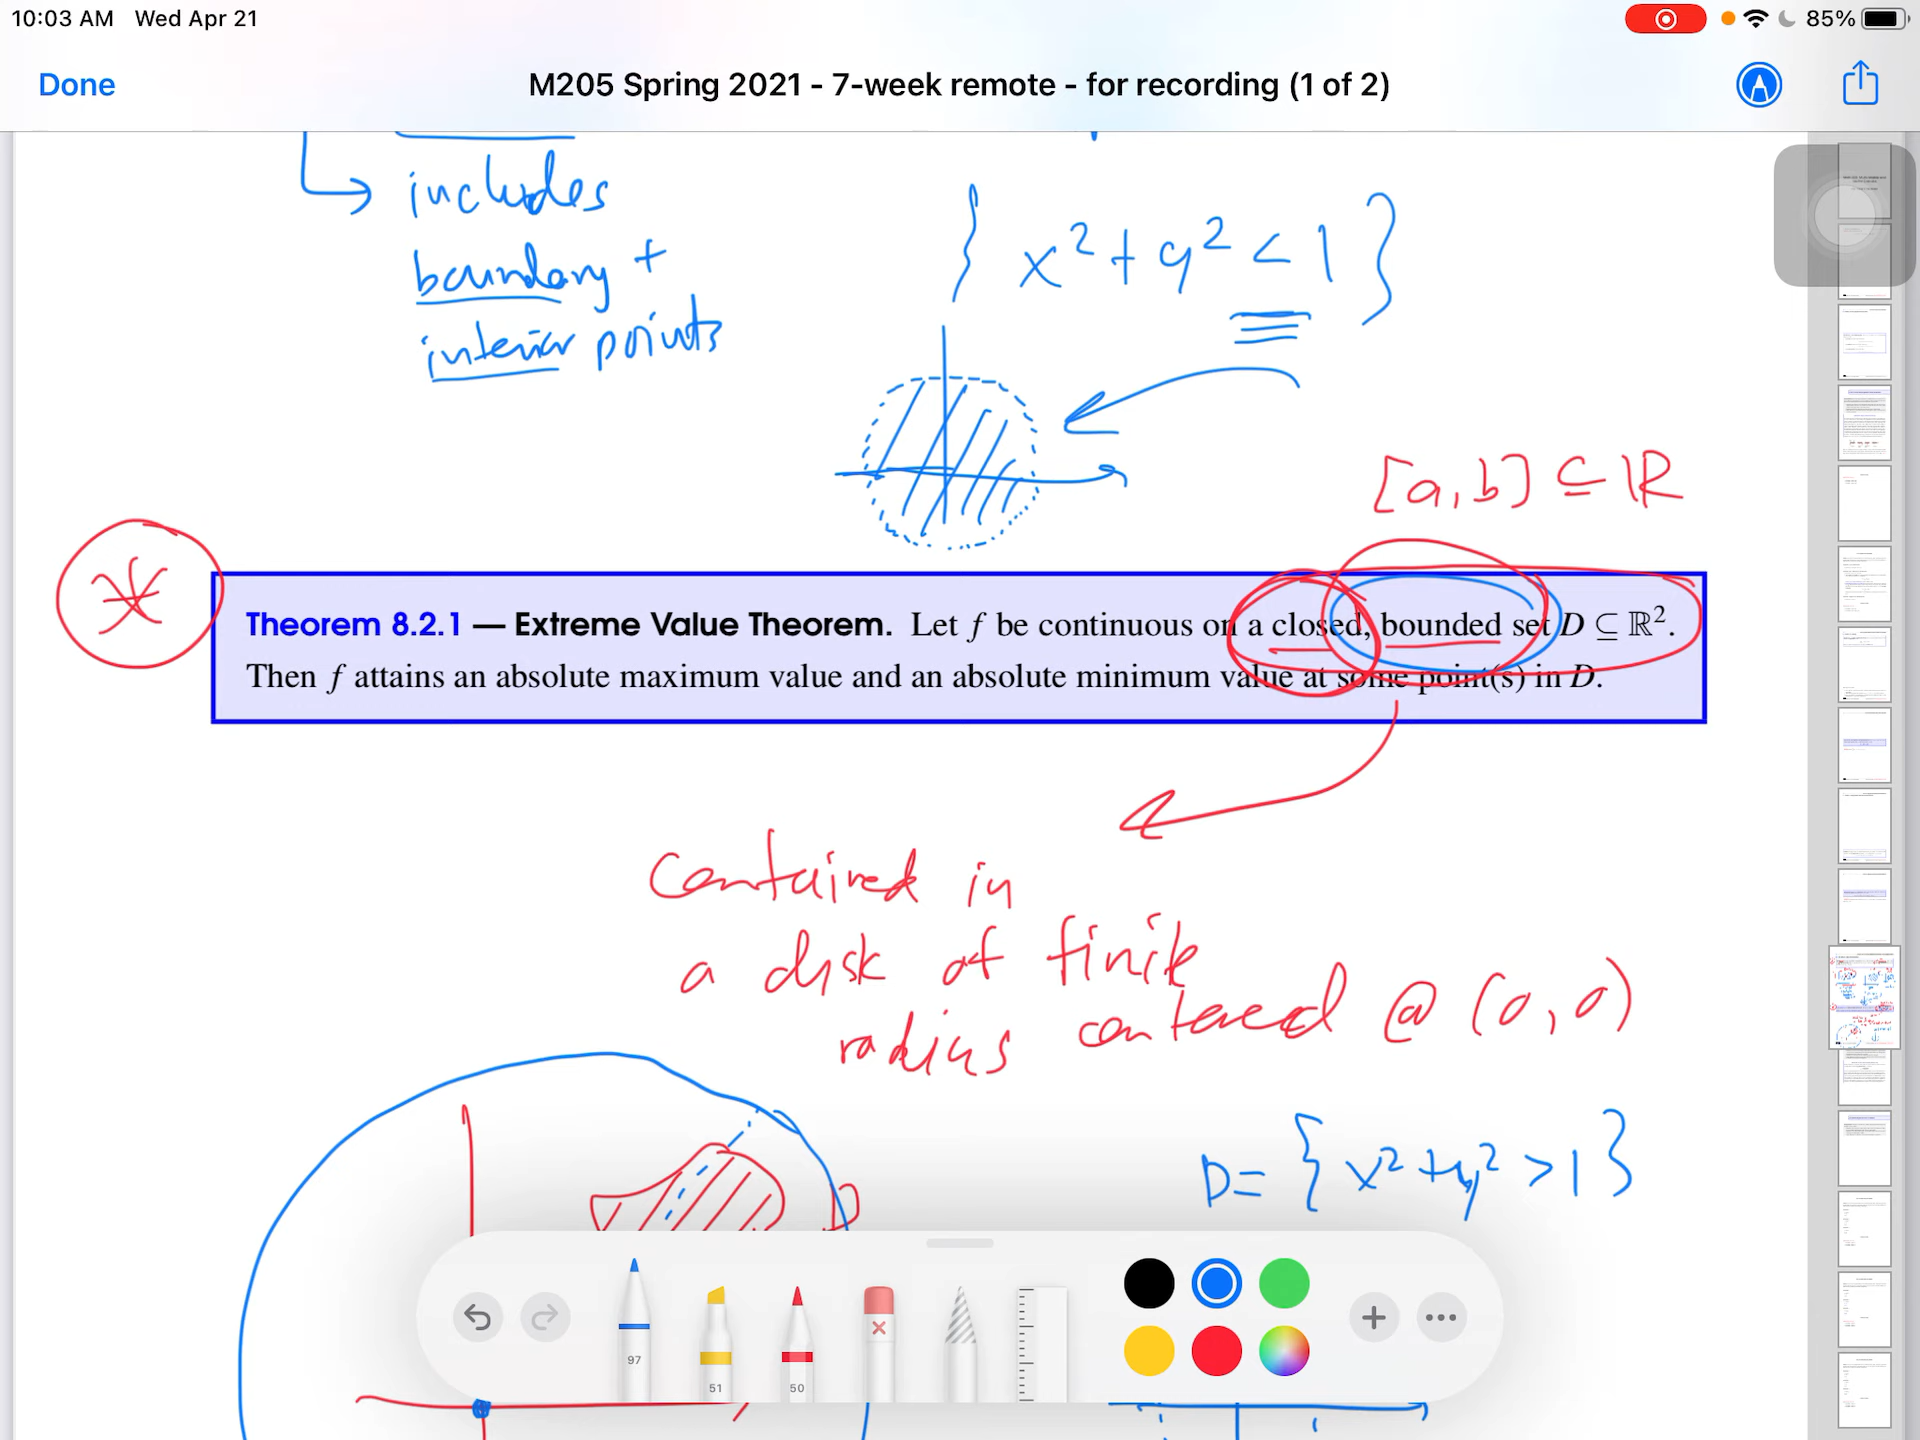 10:03 AM Wed Apr 21
85%
Done
M205 Spring 2021 - 7-week remote - for recording (1 of 2)
includes
boundary +
interior points
{ x² + y² < 1 }
[a, b] ⊆ ℝ
Theorem 8.2.1 — Extreme Value Theorem. Let f be continuous on a closed, bounded set D ⊆ ℝ².
Then f attains an absolute maximum value and an absolute minimum value at some point(s) in D.
Contained in
a disk of finite
radius centered @ (0, 0)
D = { x² + y² > 1 }
D
97
51
50